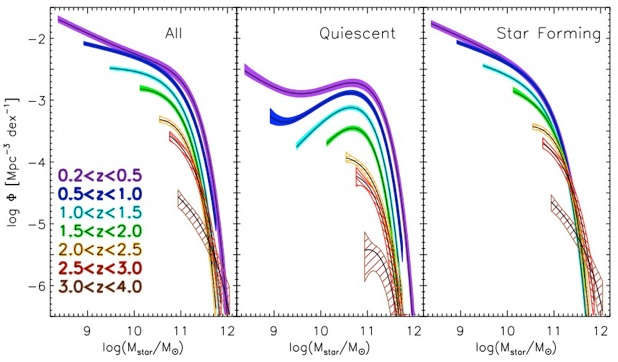 All
Quiescent
Star Forming
-2
-3
-4
-5
-6
log Φ [Mpc⁻³ dex⁻¹]
0.2<z<0.5
0.5<z<1.0
1.0<z<1.5
1.5<z<2.0
2.0<z<2.5
2.5<z<3.0
3.0<z<4.0
9 10 11 12 9 10 11 12 9 10 11 12
log(Mstar/M⊙) log(Mstar/M⊙) log(Mstar/M⊙)